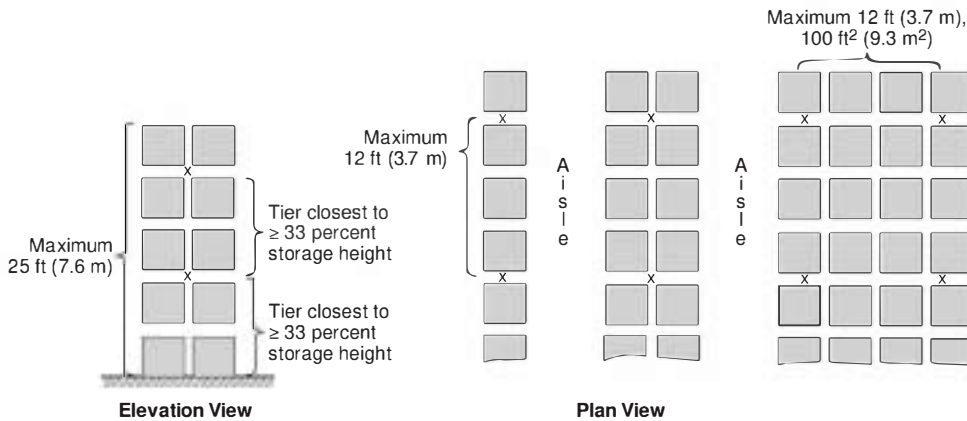 Maximum
25 ft (7.6 m)
x
x
Tier closest to
≥ 33 percent
storage height
Tier closest to
≥ 33 percent
storage height
Elevation View
Maximum
12 ft (3.7 m)
x
x
Aisle
x
x
Aisle
Maximum 12 ft (3.7 m),
100 ft² (9.3 m²)
x x
x x
Plan View